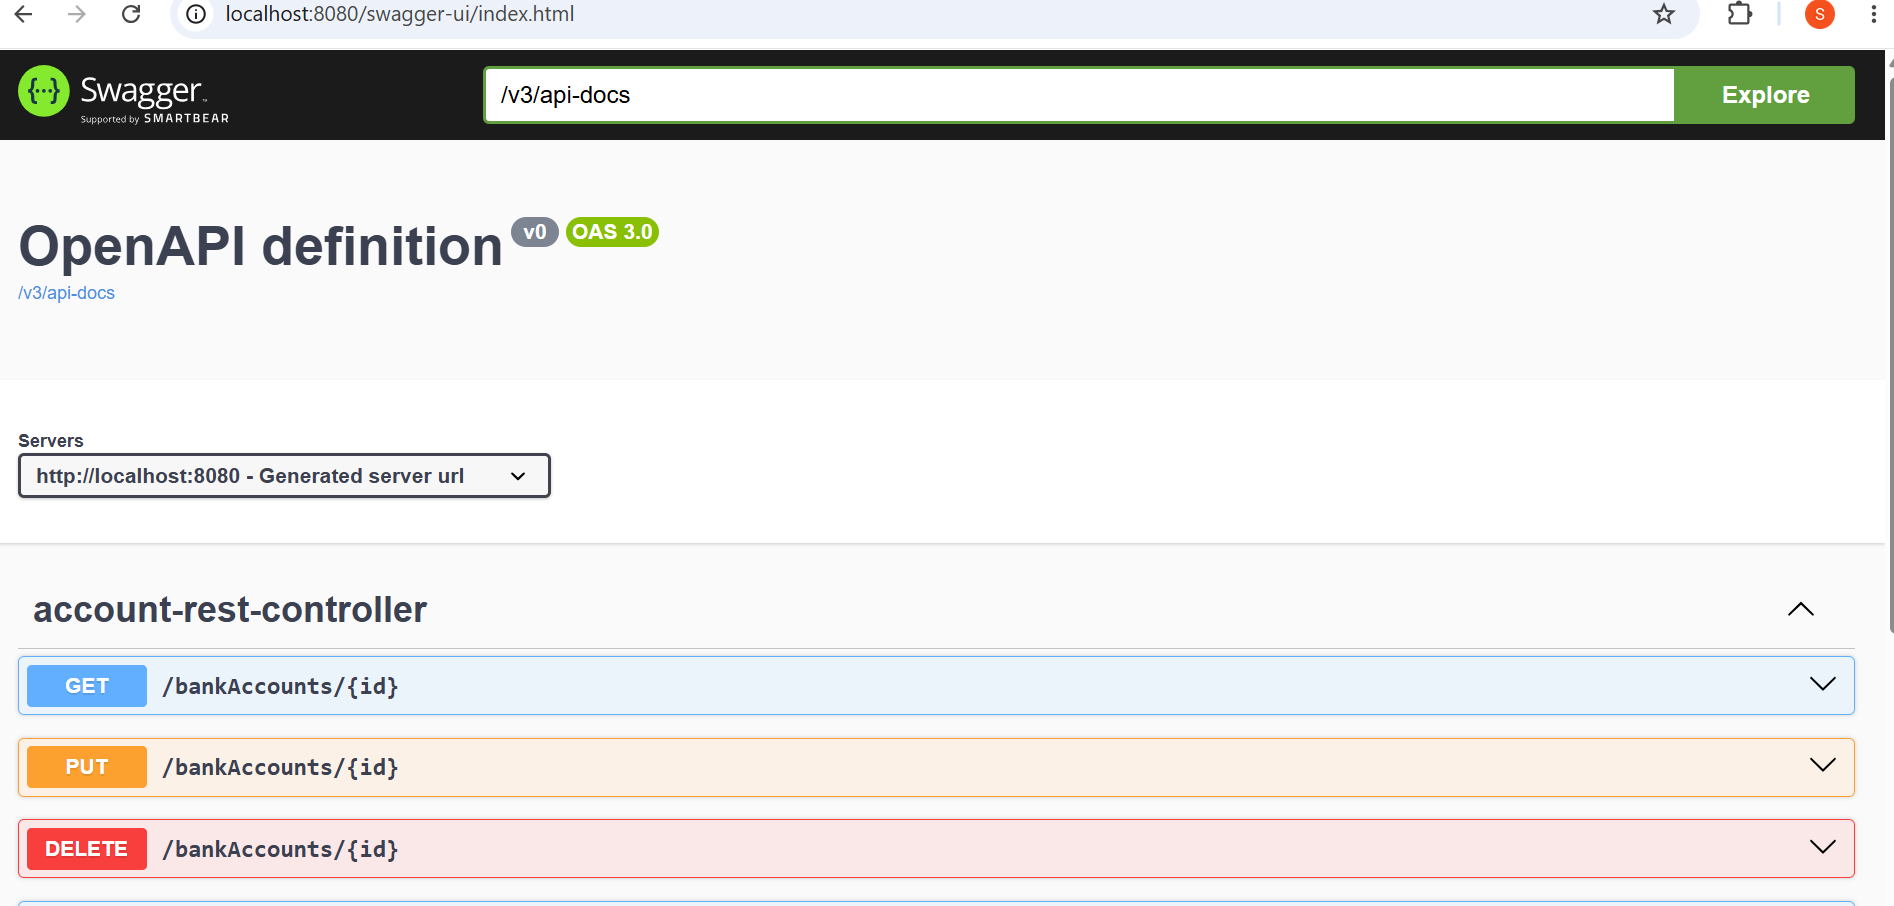 localhost:8080/swagger-ui/index.html
S
{...} Swagger™
Supported by SMARTBEAR
/v3/api-docs
Explore
OpenAPI definition v0 OAS 3.0
/v3/api-docs
Servers
http://localhost:8080 - Generated server url
account-rest-controller
GET /bankAccounts/{id}
PUT /bankAccounts/{id}
DELETE /bankAccounts/{id}